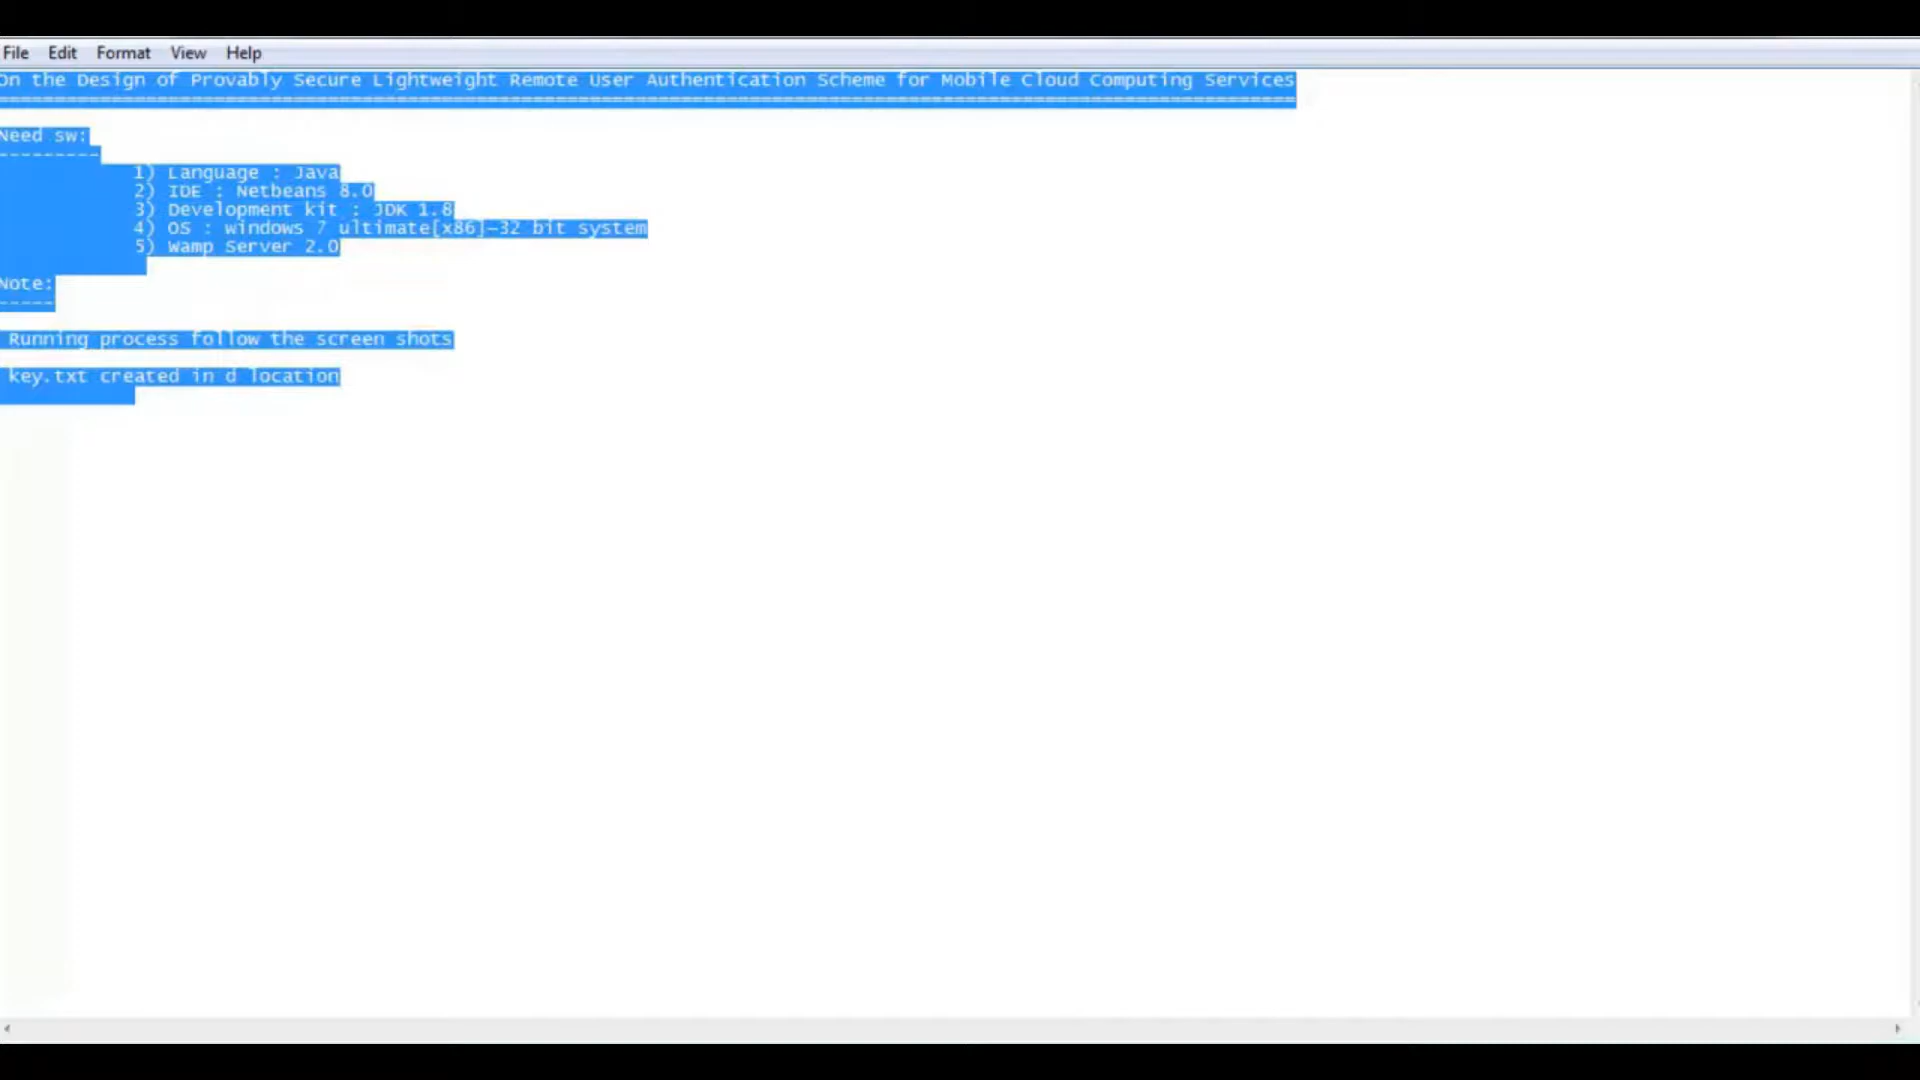 File Edit Format View Help
On the Design of Provably Secure Lightweight Remote User Authentication Scheme for Mobile Cloud Computing Services
==================================================================================================================
Need sw:
---------
1) Language : Java
2) IDE : Netbeans 8.0
3) Development kit : JDK 1.8
4) OS : windows 7 ultimate[x86]-32 bit system
5) Wamp Server 2.0
Note:
-----
Running process follow the screen shots
key.txt created in d location